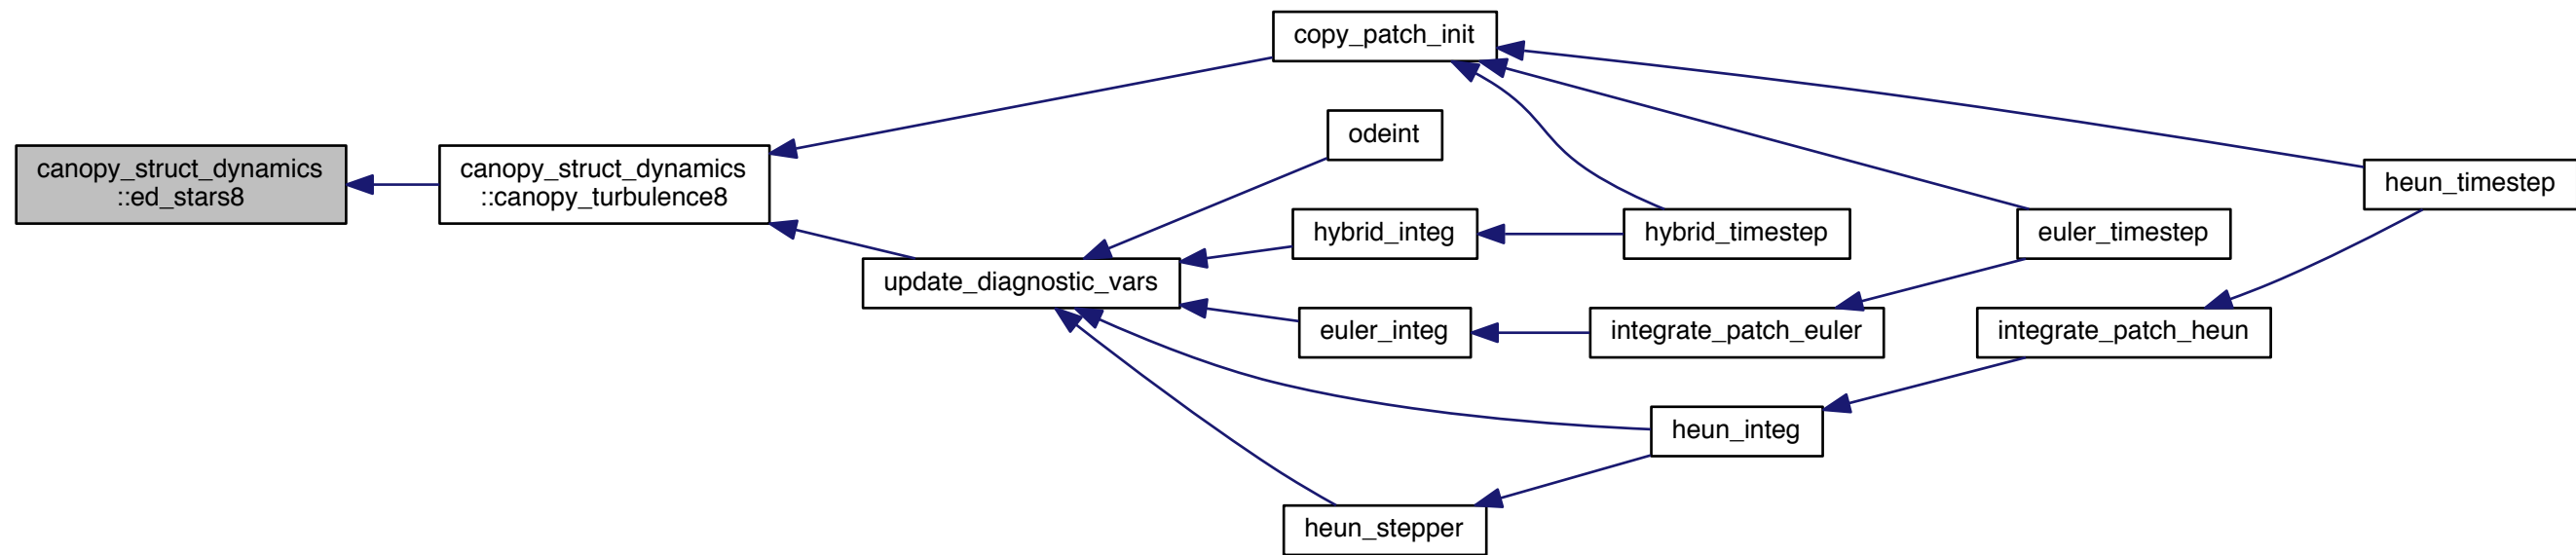 copy_patch_init
odeint
canopy_struct_dynamics
::ed_stars8
canopy_struct_dynamics
::canopy_turbulence8
heun_timestep
hybrid_integ
hybrid_timestep
euler_timestep
update_diagnostic_vars
euler_integ
integrate_patch_euler
integrate_patch_heun
heun_integ
heun_stepper